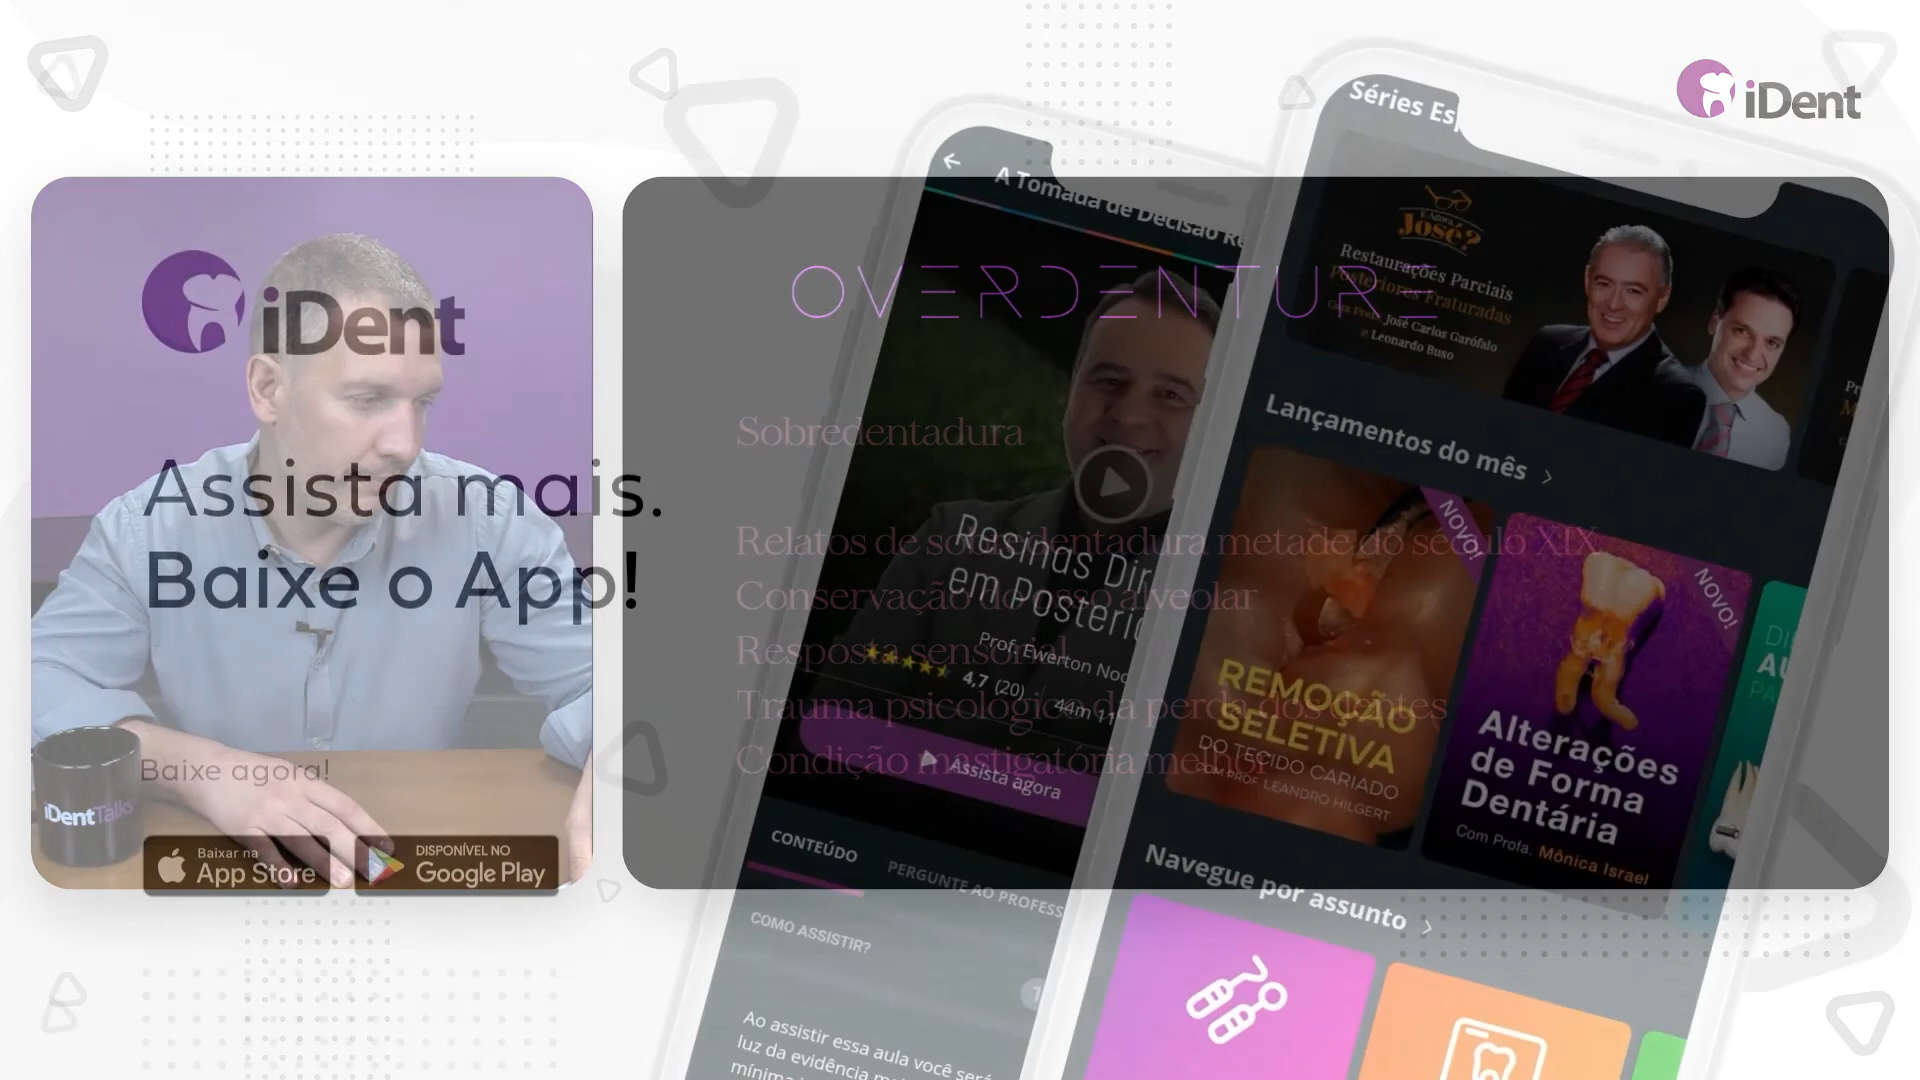 iDent
iDent
Assista mais.
Baixe o App!
Baixe agora!
Baixar na
App Store
DISPONÍVEL NO
Google Play
iDentTalks
OVERDENTURE
Sobredentadura
Relatos de sobredentadura metade do século XIX
Conservação do osso alveolar
Resposta sensorial
Trauma psicológico da perda dos dentes
Condição mastigatória melhor
A Tomada de Decisão Re
Resinas Dir
em Posterio
Prof. Ewerton Noc
4,7 (20)
44m 11
Assista agora
CONTEÚDO
PERGUNTE AO PROFESS
COMO ASSISTIR?
Ao assistir essa aula você será
luz da evidência
mínima
Séries Esp
E Agora,
José?
Restaurações Parciais
Posteriores Fraturadas
Com Profs. José Carlos Garófalo
e Leonardo Buso
Lançamentos do mês
NOVO!
REMOÇÃO
SELETIVA
DO TECIDO CARIADO
COM PROF. LEANDRO HILGERT
NOVO!
Alterações
de Forma
Dentária
Com Profa. Mônica Israel
Navegue por assunto